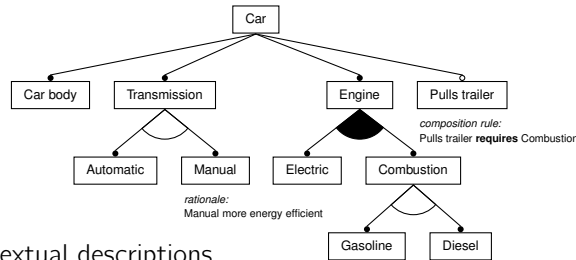 Car
Car body Transmission Engine Pulls trailer
composition rule:
Pulls trailer requires Combustion
Automatic Manual Electric Combustion
rationale:
Manual more energy efficient
Gasoline Diesel
descriptions